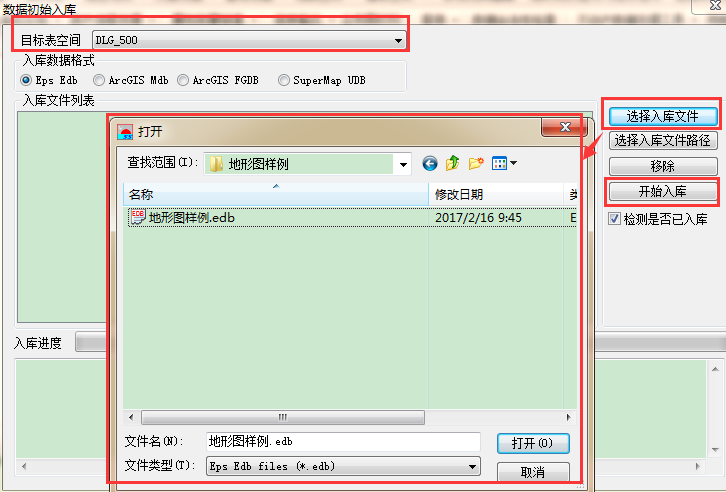 数据初始入库
目标表空间 DLG_500
入库数据格式
Eps Edb ArcGIS Mdb ArcGIS FGDB SuperMap UDB
入库文件列表
选择入库文件
选择入库文件路径
移除
开始入库
检测是否已入库
打开
查找范围(I): 地形图样例
名称 修改日期
地形图样例.edb 2017/2/16 9:45
文件名(N): 地形图样例.edb 打开(O)
文件类型(T): Eps Edb files (*.edb) 取消
入库进度